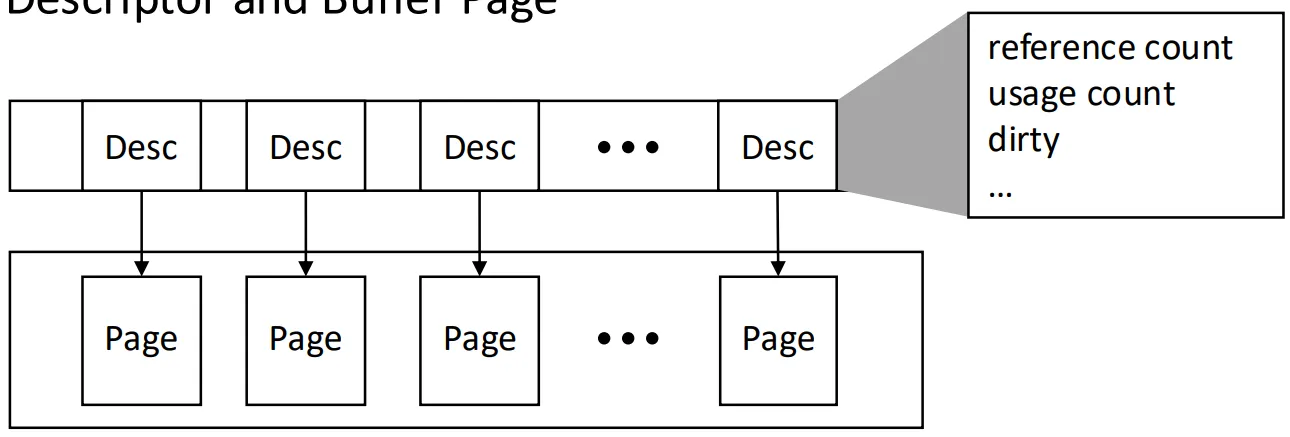 Descriptor and Buffer Page
reference count
usage count
dirty
...
Desc Desc Desc ••• Desc
Page Page Page ••• Page